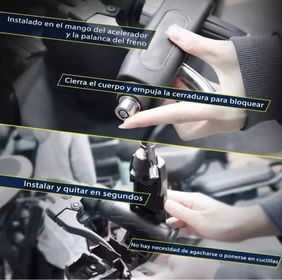 Instalado en el mango del acelerador
y la palanca del freno
Cierra el cuerpo y empuja la cerradura para bloquear
Instalar y quitar en segundos
No hay necesidad de agacharse o ponerse en cuclillas